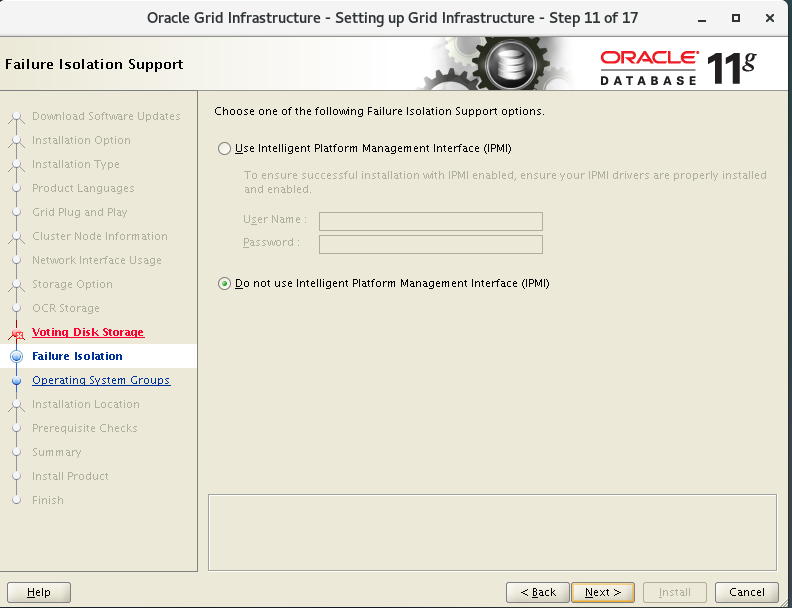 Oracle Grid Infrastructure - Setting up Grid Infrastructure - Step 11 of 17
Failure Isolation Support
ORACLE
DATABASE
11g
Download Software Updates
Installation Option
Installation Type
Product Languages
Grid Plug and Play
Cluster Node Information
Network Interface Usage
Storage Option
OCR Storage
Voting Disk Storage
Failure Isolation
Operating System Groups
Installation Location
Prerequisite Checks
Summary
Install Product
Finish
Choose one of the following Failure Isolation Support options.
Use Intelligent Platform Management Interface (IPMI)
To ensure successful installation with IPMI enabled, ensure your IPMI drivers are properly installed
and enabled.
User Name :
Password :
Do not use Intelligent Platform Management Interface (IPMI)
Help
< Back
Next >
Install
Cancel